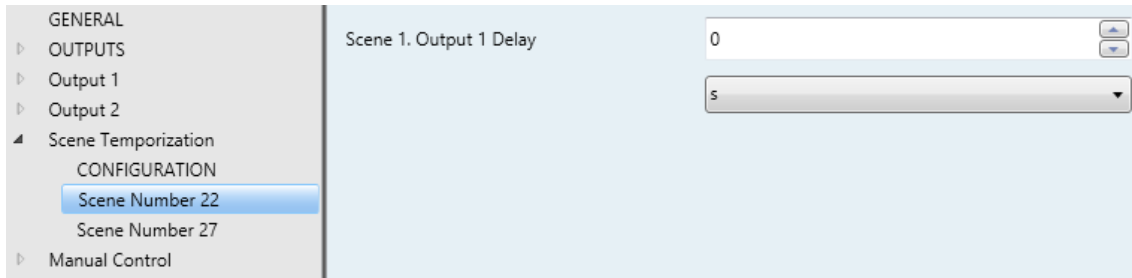 GENERAL
OUTPUTS
Output 1
Output 2
Scene Temporization
CONFIGURATION
Scene Number 22
Scene Number 27
Manual Control
Scene 1. Output 1 Delay
0
s